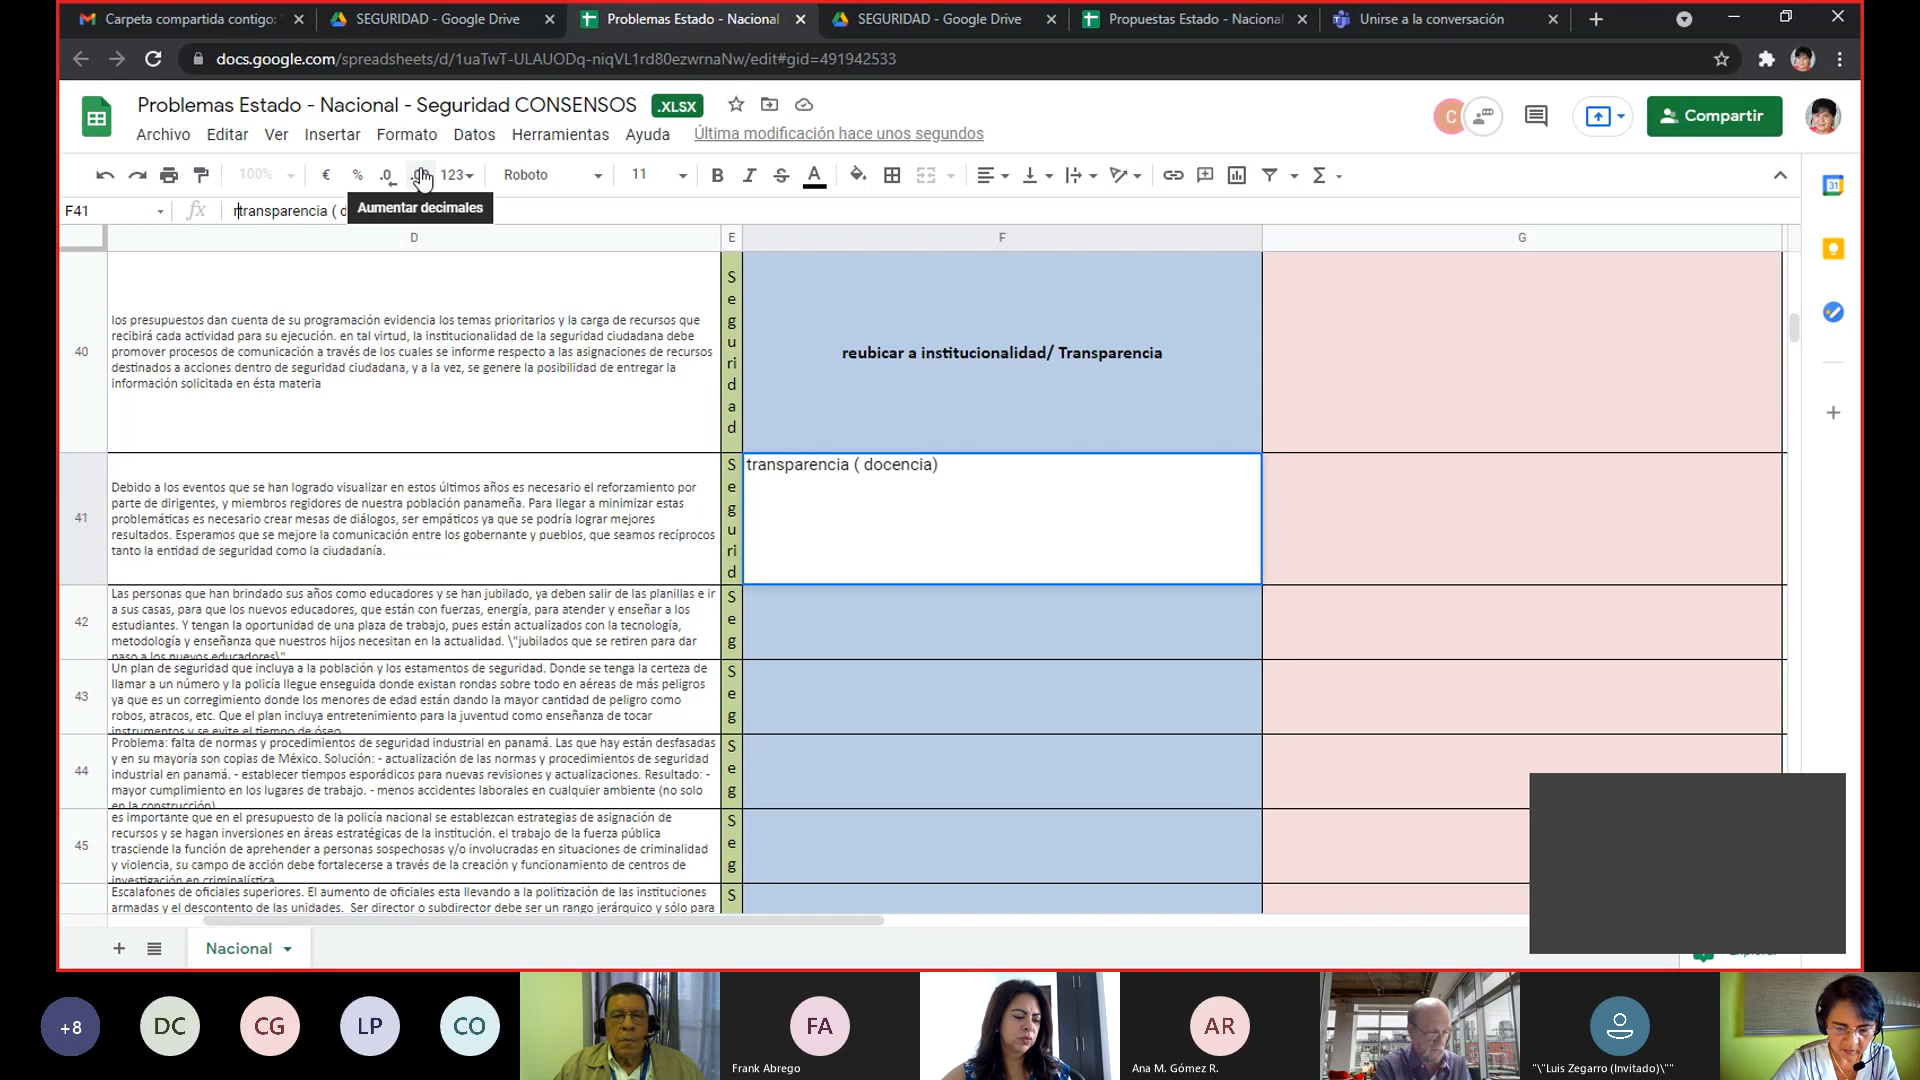 Carpeta compartida contigo:
SEGURIDAD - Google Drive
Problemas Estado - Nacional
SEGURIDAD - Google Drive
Propuestas Estado - Nacional
Unirse a la conversación
docs.google.com/spreadsheets/d/1uaTwT-ULAUODq-niqVL1rd80ezwrnaNw/edit#gid=491942533
Problemas Estado - Nacional - Seguridad CONSENSOS .XLSX
Archivo Editar Ver Insertar Formato Datos Herramientas Ayuda Última modificación hace unos segundos
C
Compartir
100% € % .0 123 Roboto 11 B I S A
Aumentar decimales
F41 fx transparencia ( d
D E F G
31
40
los presupuestos dan cuenta de su programación evidencia los temas prioritarios y la carga de recursos que
recibirá cada actividad para su ejecución. en tal virtud, la institucionalidad de la seguridad ciudadana debe
promover procesos de comunicación a través de los cuales se informe respecto a las asignaciones de recursos
destinados a acciones dentro de seguridad ciudadana, y a la vez, se genere la posibilidad de entregar la
información solicitada en ésta materia
S
e
g
u
ri
d
a
d
reubicar a institucionalidad/ Transparencia
41
Debido a los eventos que se han logrado visualizar en estos últimos años es necesario el reforzamiento por
parte de dirigentes, y miembros regidores de nuestra población panameña. Para llegar a minimizar estas
problemáticas es necesario crear mesas de diálogos, ser empáticos ya que se podría lograr mejores
resultados. Esperamos que se mejore la comunicación entre los gobernante y pueblos, que seamos recíprocos
tanto la entidad de seguridad como la ciudadanía.
S
e
g
u
ri
d
transparencia ( docencia)
42
Las personas que han brindado sus años como educadores y se han jubilado, ya deben salir de las planillas e ir
a sus casas, para que los nuevos educadores, que están con fuerzas, energía, para atender y enseñar a los
estudiantes. Y tengan la oportunidad de una plaza de trabajo, pues están actualizados con la tecnología,
metodología y enseñanza que nuestros hijos necesitan en la actualidad. \"jubilados que se retiren para dar
paso a los nuevos educadores\"
S
e
g
43
Un plan de seguridad que incluya a la población y los estamentos de seguridad. Donde se tenga la certeza de
llamar a un número y la policía llegue enseguida donde existan rondas sobre todo en aéreas de más peligros
ya que es un corregimiento donde los menores de edad están dando la mayor cantidad de peligro como
robos, atracos, etc. Que el plan incluya entretenimiento para la juventud como enseñanza de tocar
instrumentos y se evite el tiempo de óseo
S
e
g
44
Problema: falta de normas y procedimientos de seguridad industrial en panamá. Las que hay están desfasadas
y en su mayoría son copias de México. Solución: - actualización de las normas y procedimientos de seguridad
industrial en panamá. - establecer tiempos esporádicos para nuevas revisiones y actualizaciones. Resultado: -
mayor cumplimiento en los lugares de trabajo. - menos accidentes laborales en cualquier ambiente (no solo
en la construcción)
S
e
g
45
es importante que en el presupuesto de la policía nacional se establezcan estrategias de asignación de
recursos y se hagan inversiones en áreas estratégicas de la institución. el trabajo de la fuerza pública
trasciende la función de aprehender a personas sospechosas y/o involucradas en situaciones de criminalidad
y violencia, su campo de acción debe fortalecerse a través de la creación y funcionamiento de centros de
investigación en criminalística
S
e
g
Escalafones de oficiales superiores. El aumento de oficiales esta llevando a la politización de las instituciones
armadas y el descontento de las unidades. Ser director o subdirector debe ser un rango jerárquico y sólo para
S
Nacional
+8 DC CG LP CO FA AR
Frank Abrego
Ana M. Gómez R.
"\"Luis Zegarro (Invitado)\""